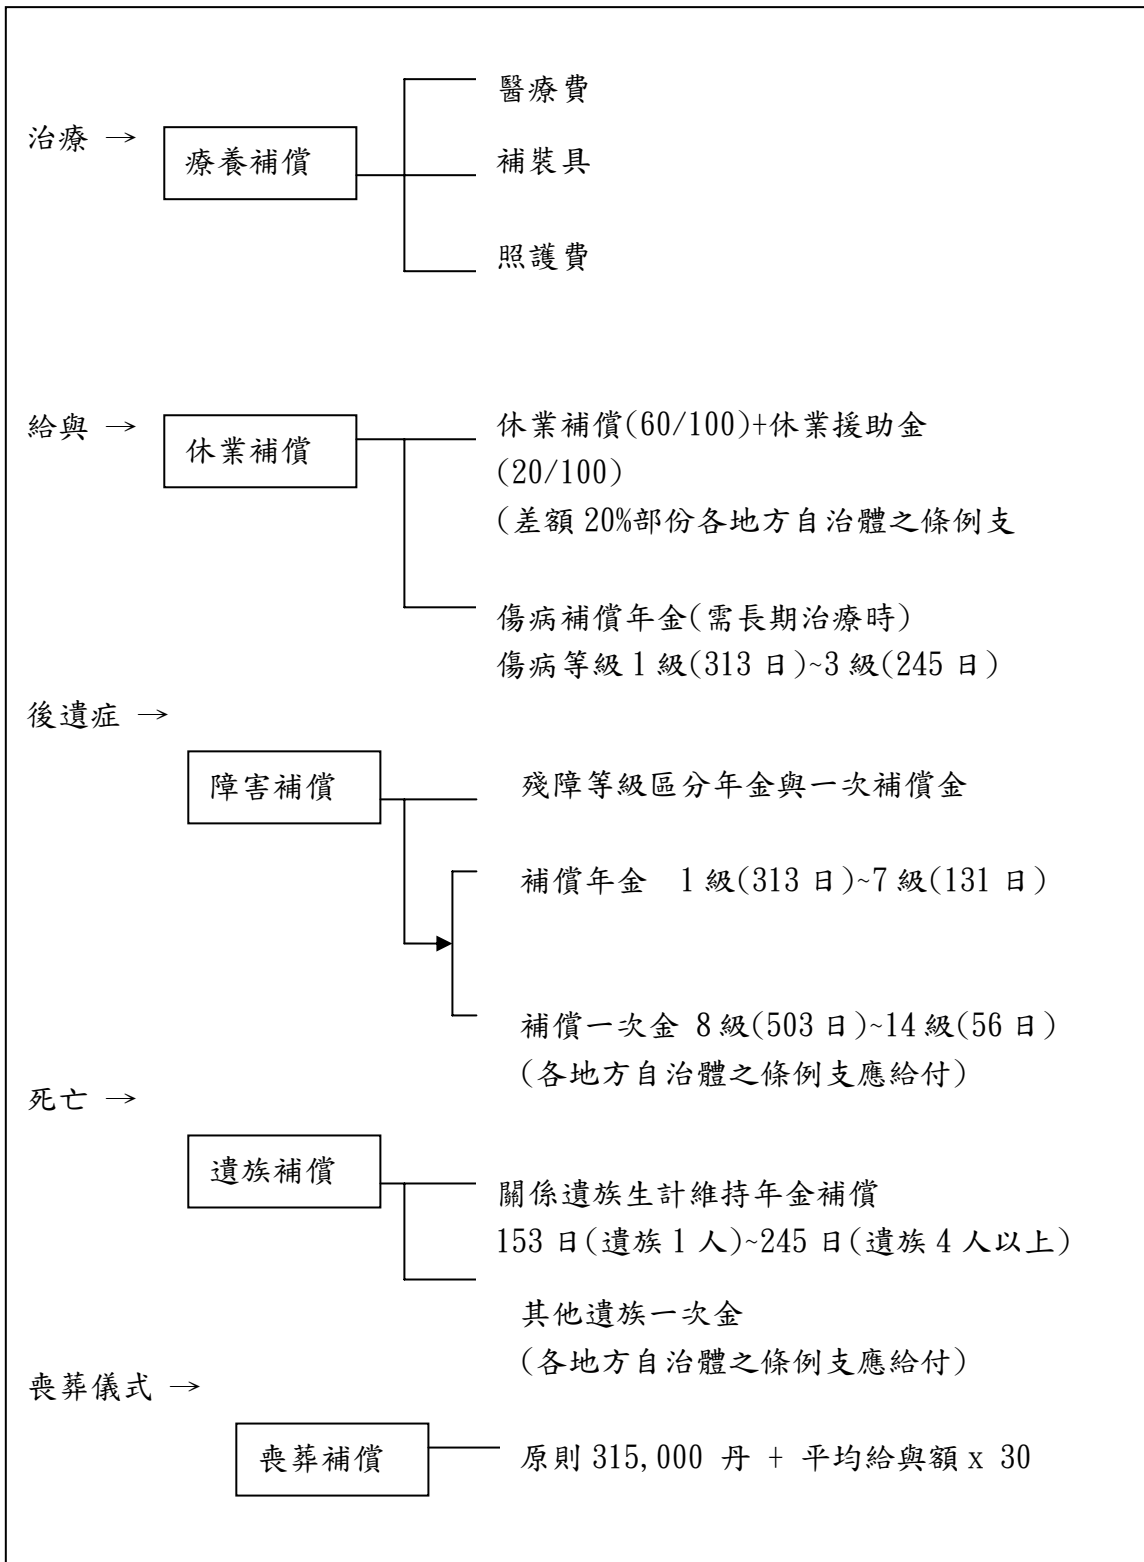 醫療費
治療 →
療養補償
補裝具
照護費
給與 →
休業補償
休業補償(60/100)+休業援助金
(20/100)
(差額 20%部份各地方自治體之條例支
傷病補償年金(需長期治療時)
傷病等級 1 級(313 日)~3 級(245 日)
後遺症 →
障害補償
殘障等級區分年金與一次補償金
補償年金 1 級(313 日)~7 級(131 日)
補償一次金 8 級(503 日)~14 級(56 日)
(各地方自治體之條例支應給付)
死亡 →
遺族補償
關係遺族生計維持年金補償
153 日(遺族 1 人)~245 日(遺族 4 人以上)
其他遺族一次金
(各地方自治體之條例支應給付)
喪葬儀式 →
喪葬補償
原則 315,000 丹 + 平均給與額 x 30